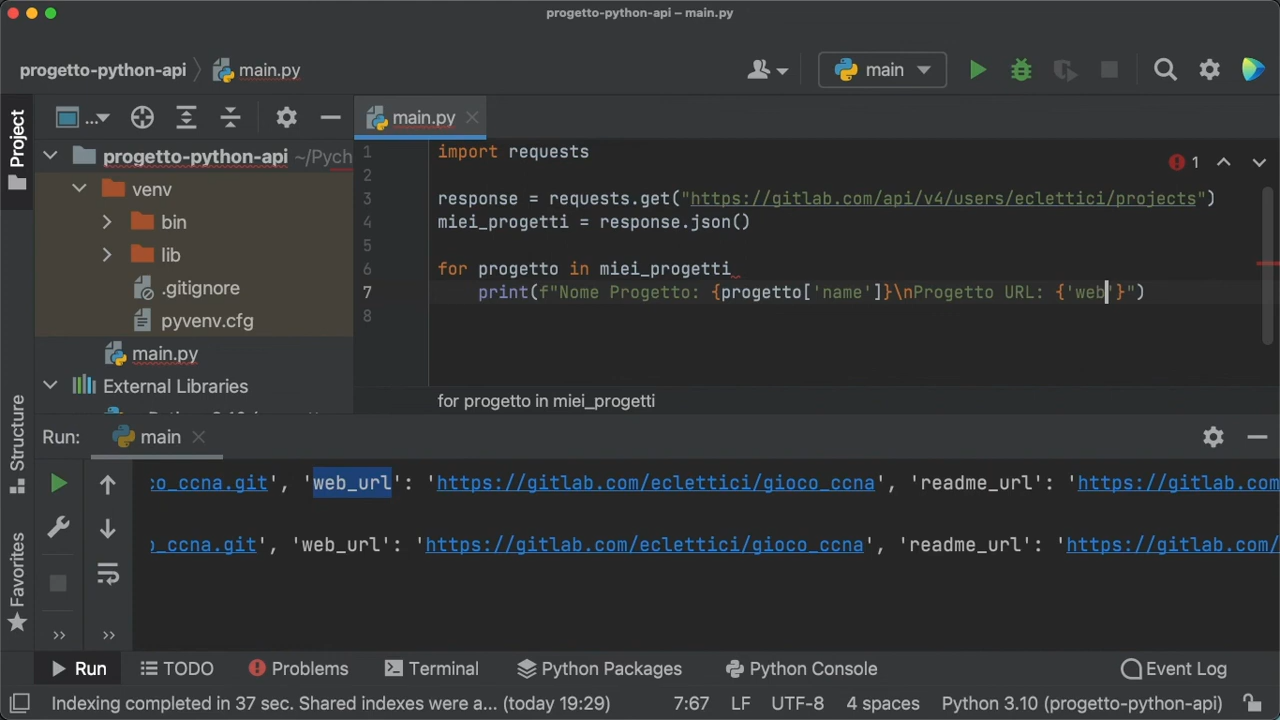 progetto-python-api – main.py
progetto-python-api main.py
main
Project
...
main.py
progetto-python-api ~/Pych
venv
bin
lib
.gitignore
pyvenv.cfg
main.py
External Libraries
1 import requests
1
2
3 response = requests.get("https://gitlab.com/api/v4/users/eclettici/projects")
4 miei_progetti = response.json()
5
6 for progetto in miei_progetti
7 print(f"Nome Progetto: {progetto['name']}\nProgetto URL: {'web'}")
8
for progetto in miei_progetti
Structure
Favorites
Run: main
co_ccna.git', 'web_url': 'https://gitlab.com/eclettici/gioco_ccna', 'readme_url': 'https://gitlab.com
_ccna.git', 'web_url': 'https://gitlab.com/eclettici/gioco_ccna', 'readme_url': 'https://gitlab.com/
Run TODO Problems Terminal Python Packages Python Console Event Log
Indexing completed in 37 sec. Shared indexes were a... (today 19:29) 7:67 LF UTF-8 4 spaces Python 3.10 (progetto-python-api)